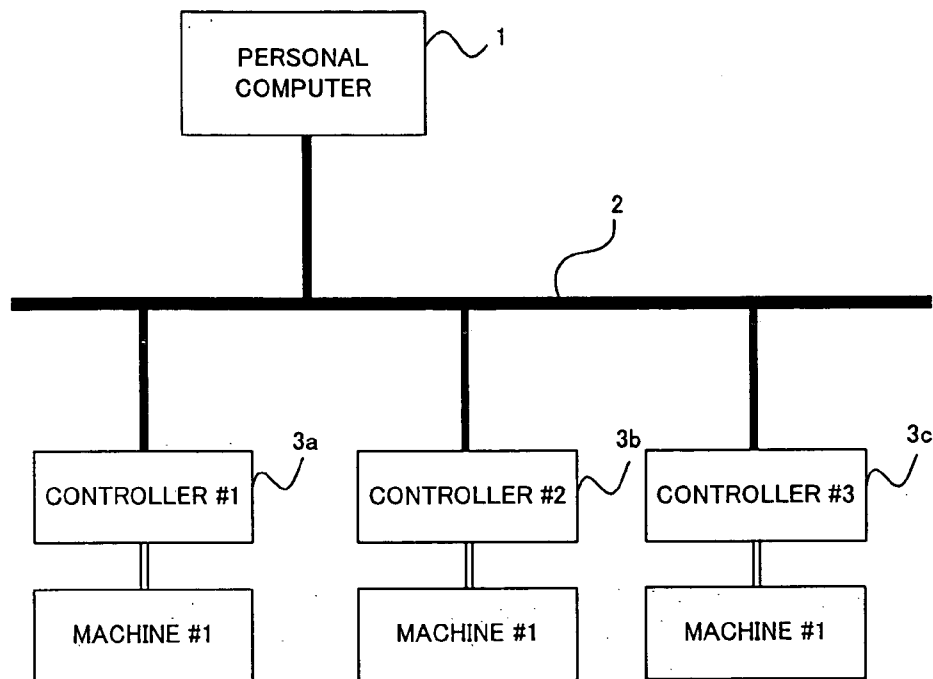 PERSONAL
COMPUTER
1
2
3a
3b
3c
CONTROLLER #1
CONTROLLER #2
CONTROLLER #3
MACHINE #1
MACHINE #1
MACHINE #1